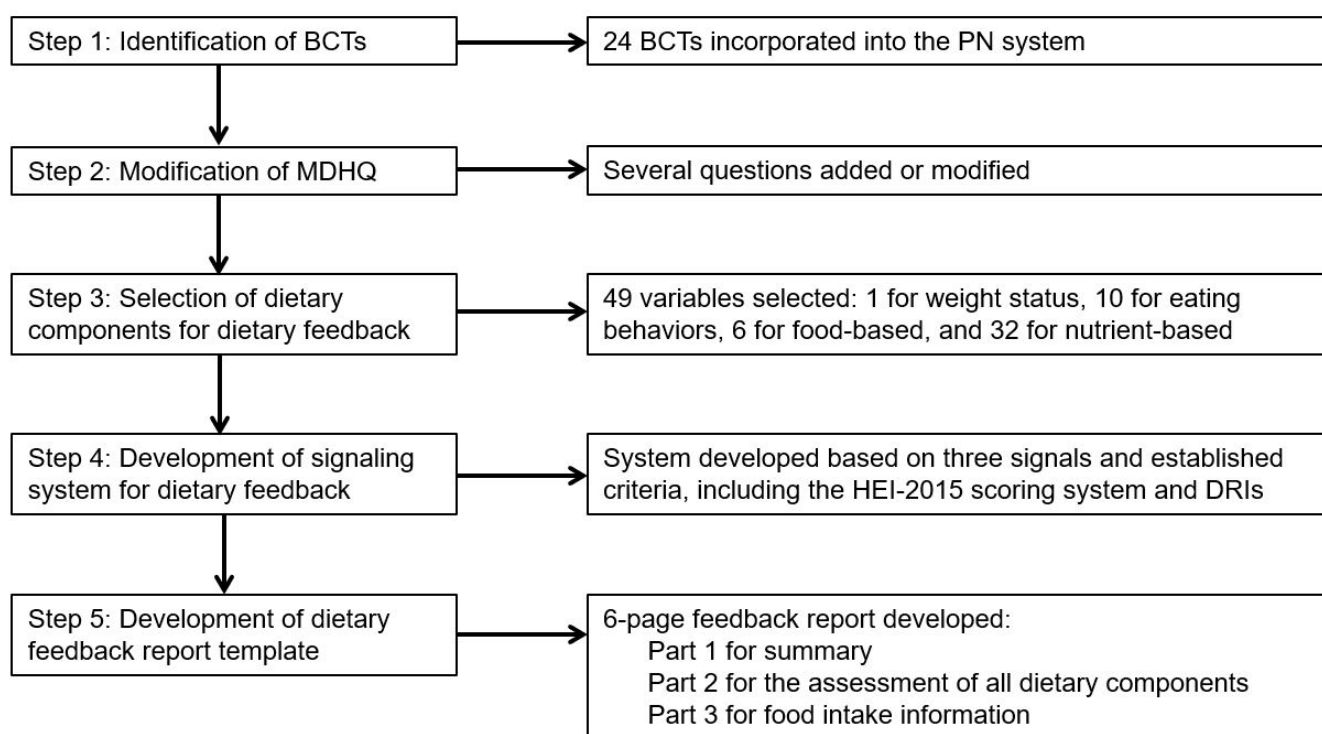 Step 1: Identification of BCTs
24 BCTs incorporated into the PN system
Step 2: Modification of MDHQ
Several questions added or modified
Step 3: Selection of dietary
components for dietary feedback
49 variables selected: 1 for weight status, 10 for eating
behaviors, 6 for food-based, and 32 for nutrient-based
Step 4: Development of signaling
system for dietary feedback
System developed based on three signals and established
criteria, including the HEI-2015 scoring system and DRIs
Step 5: Development of dietary
feedback report template
6-page feedback report developed:
Part 1 for summary
Part 2 for the assessment of all dietary components
Part 3 for food intake information